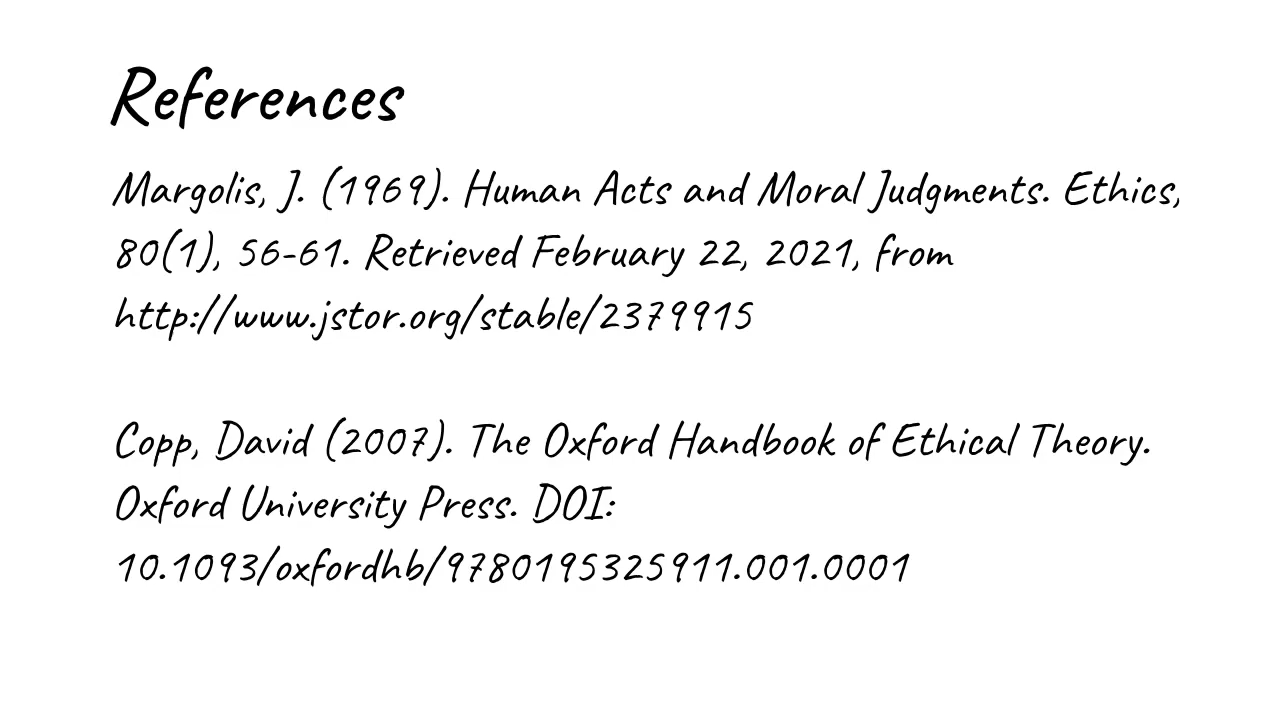 References
Margolis, J. (1969). Human Acts and Moral Judgments. Ethics,
80(1), 56-61. Retrieved February 22, 2021, from
http://www.jstor.org/stable/2379915
Copp, David (2007). The Oxford Handbook of Ethical Theory.
Oxford University Press. DOI:
10.1093/oxfordhb/9780195325911.001.0001